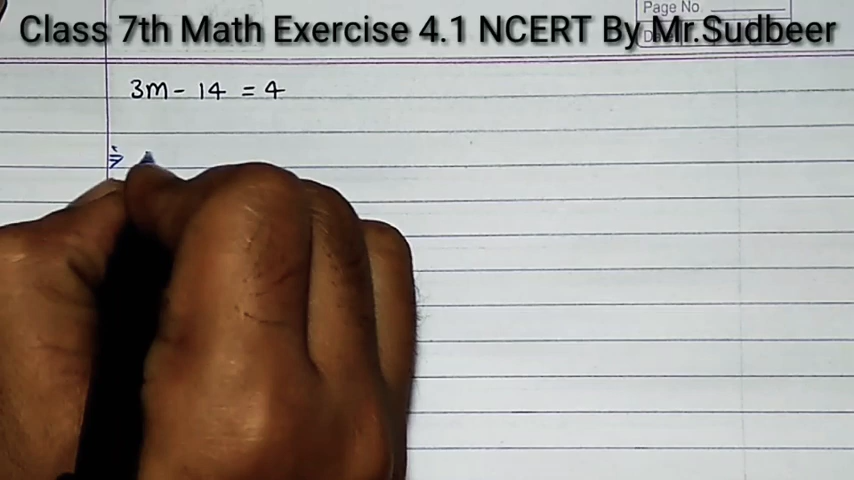 Class 7th Math Exercise 4.1 NCERT By Mr.Sudbeer
Page No.
3m - 14 = 4
⇒